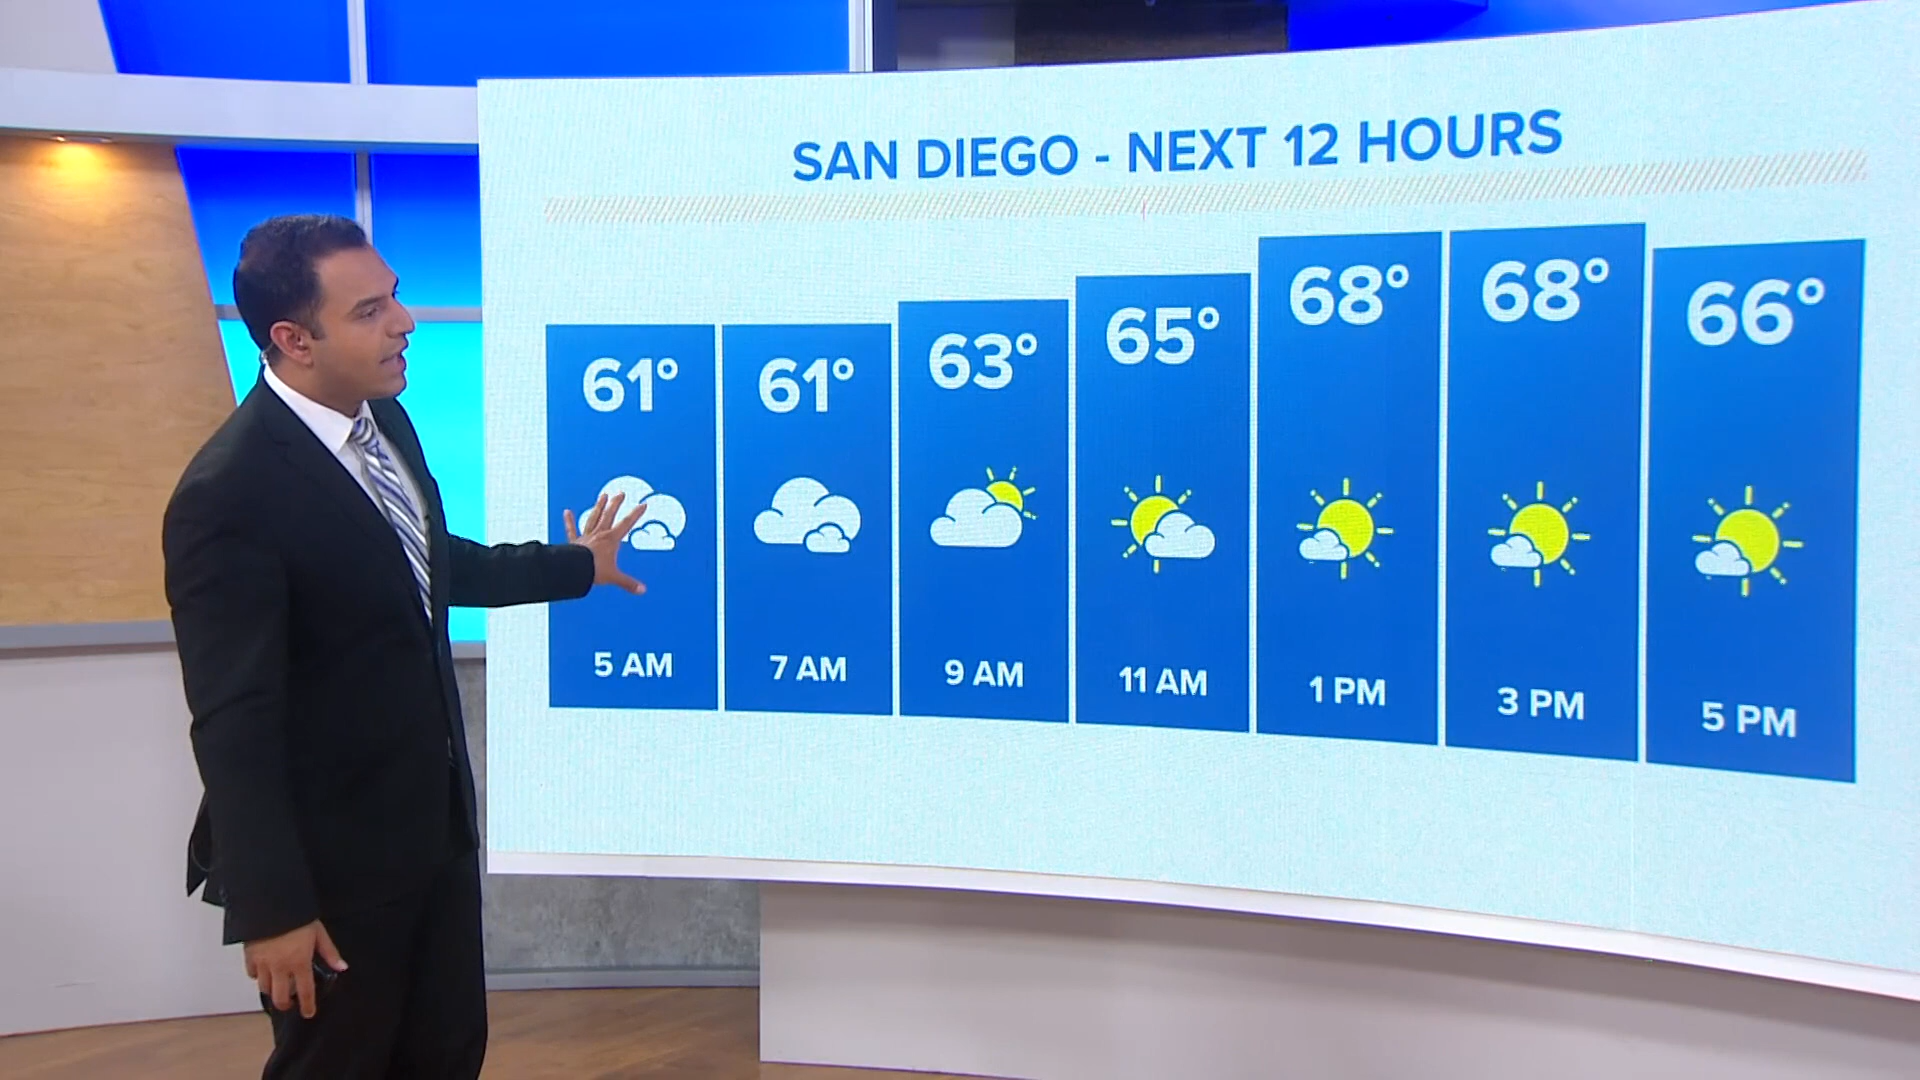 SAN DIEGO - NEXT 12 HOURS
61° 61° 63° 65° 68° 68° 66°
5 AM 7 AM 9 AM 11 AM 1 PM 3 PM 5 PM